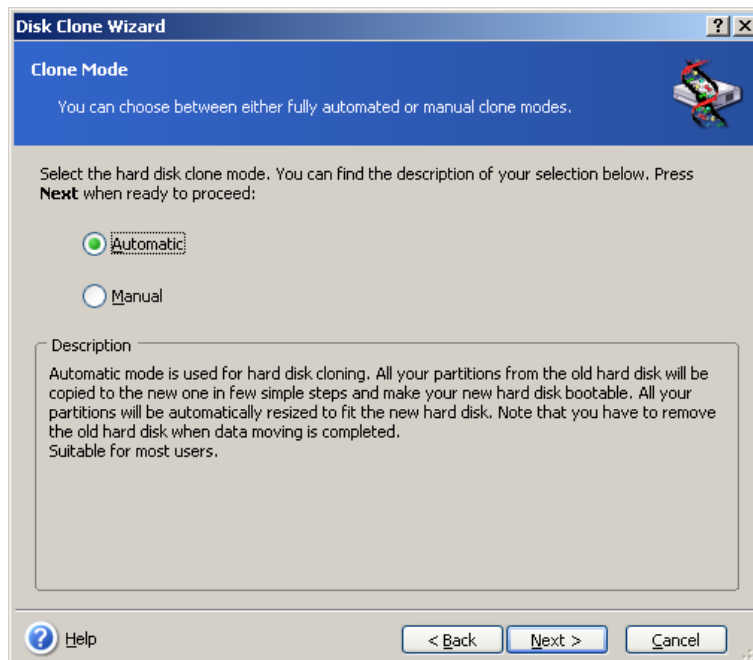 Disk Clone Wizard
Clone Mode
You can choose between either fully automated or manual clone modes.
Select the hard disk clone mode. You can find the description of your selection below. Press
Next when ready to proceed:
Automatic
Manual
Description
Automatic mode is used for hard disk cloning. All your partitions from the old hard disk will be
copied to the new one in few simple steps and make your new hard disk bootable. All your
partitions will be automatically resized to fit the new hard disk. Note that you have to remove
the old hard disk when data moving is completed.
Suitable for most users.
Help
< Back
Next >
Cancel